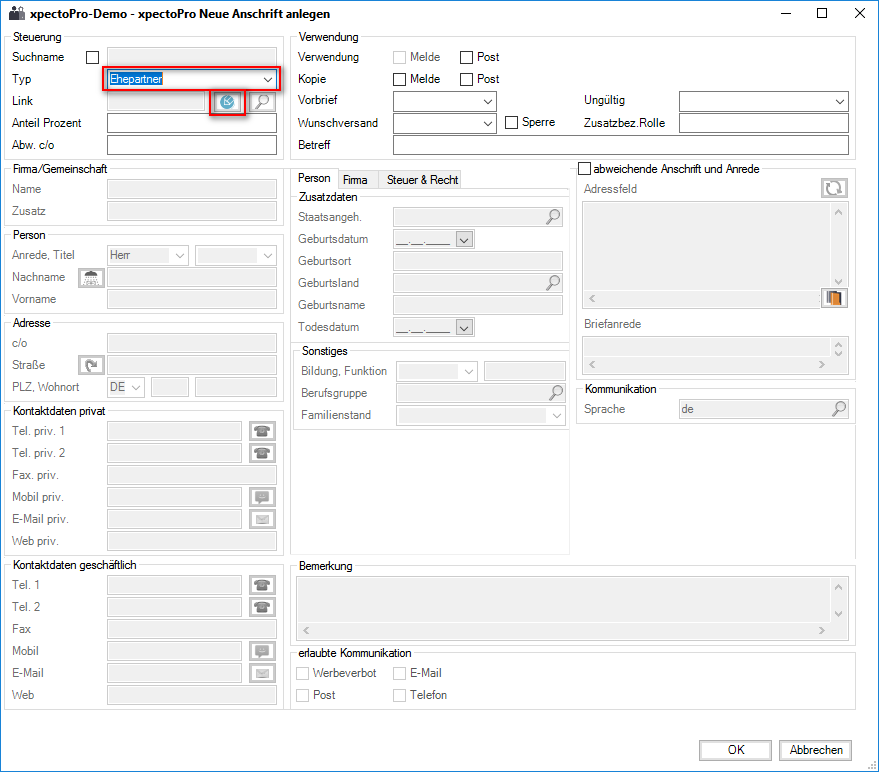 xpectoPro-Demo - xpectoPro Neue Anschrift anlegen
Steuerung
Suchname
Typ Ehepartner
Link
Anteil Prozent
Abw. c/o
Verwendung
Verwendung Melde Post
Kopie Melde Post
Vorbrief Ungültig
Wunschversand Sperre Zusatzbez.Rolle
Betreff
Firma/Gemeinschaft
Name
Zusatz
Person
Anrede, Titel Herr
Nachname
Vorname
Adresse
c/o
Straße
PLZ, Wohnort DE
Kontaktdaten privat
Tel. priv. 1
Tel. priv. 2
Fax. priv.
Mobil priv.
E-Mail priv.
Web priv.
Kontaktdaten geschäftlich
Tel. 1
Tel. 2
Fax
Mobil
E-Mail
Web
Person Firma Steuer & Recht
Zusatzdaten
Staatsangeh.
Geburtsdatum __.__.____
Geburtsort
Geburtsland
Geburtsname
Todesdatum __.__.____
Sonstiges
Bildung, Funktion
Berufsgruppe
Familienstand
abweichende Anschrift und Anrede
Adressfeld
Briefanrede
Kommunikation
Sprache de
Bemerkung
erlaubte Kommunikation
Werbeverbot E-Mail
Post Telefon
OK Abbrechen